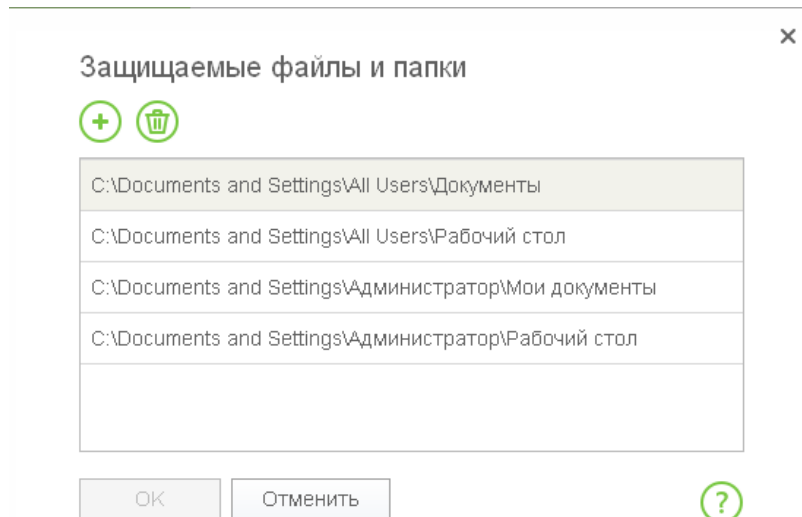 Защищаемые файлы и папки
C:\Documents and Settings\All Users\Документы
C:\Documents and Settings\All Users\Рабочий стол
C:\Documents and Settings\Администратор\Мои документы
C:\Documents and Settings\Администратор\Рабочий стол
OK Отменить ?